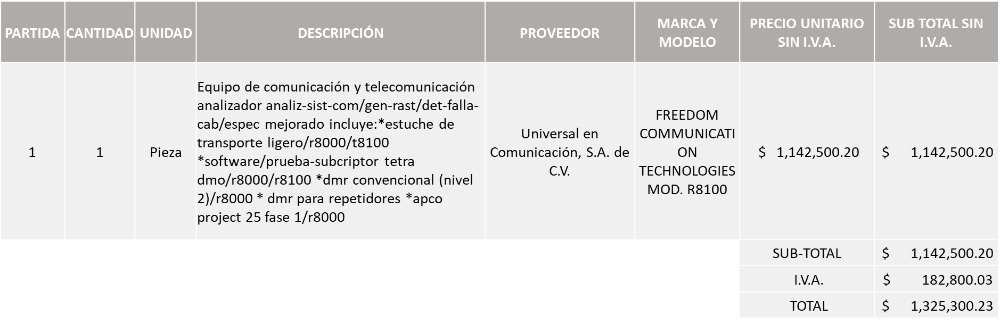 PARTIDA CANTIDAD UNIDAD DESCRIPCIÓN PROVEEDOR MARCA Y MODELO PRECIO UNITARIO SIN I.V.A. SUB TOTAL SIN I.V.A.
1 1 Pieza
Equipo de comunicación y telecomunicación
analizador analiz-sist-com/gen-rast/det-falla-
cab/espec mejorado incluye:*estuche de
transporte ligero/r8000/t8100
*software/prueba-subcriptor tetra
dmo/r8000/r8100 *dmr convencional (nivel
2)/r8000 * dmr para repetidores *apco
project 25 fase 1/r8000
Universal en
Comunicación, S.A. de
C.V.
FREEDOM
COMMUNICATI
ON
TECHNOLOGIES
MOD. R8100
$ 1,142,500.20 $ 1,142,500.20
SUB-TOTAL $ 1,142,500.20
I.V.A. $ 182,800.03
TOTAL $ 1,325,300.23